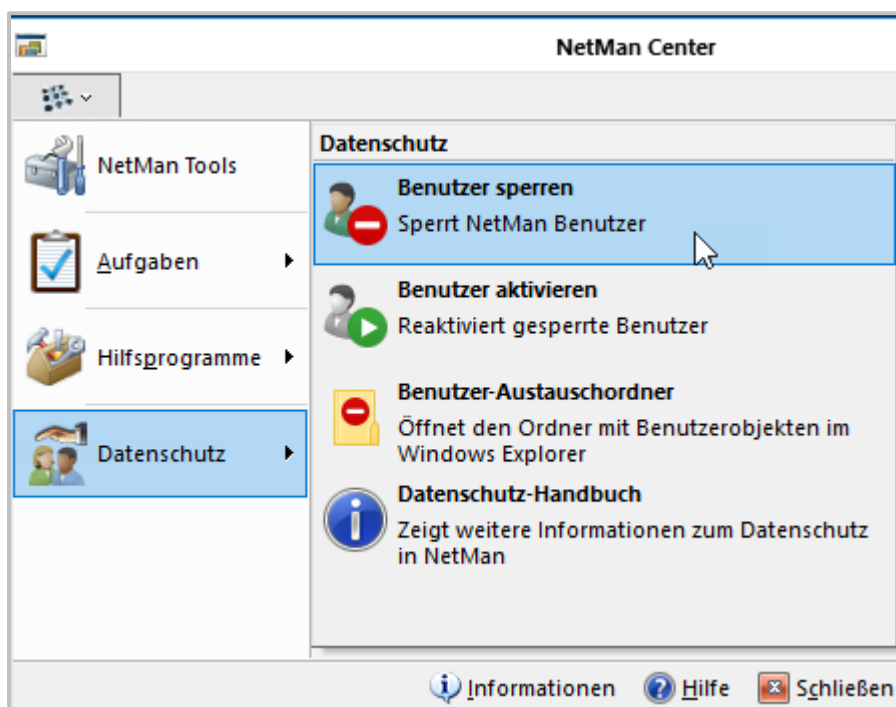 NetMan Center
NetMan Tools
Aufgaben
Hilfsprogramme
Datenschutz
Datenschutz
Benutzer sperren
Sperrt NetMan Benutzer
Benutzer aktivieren
Reaktiviert gesperrte Benutzer
Benutzer-Austauschordner
Öffnet den Ordner mit Benutzerobjekten im
Windows Explorer
Datenschutz-Handbuch
Zeigt weitere Informationen zum Datenschutz
in NetMan
Informationen
Hilfe
Schließen